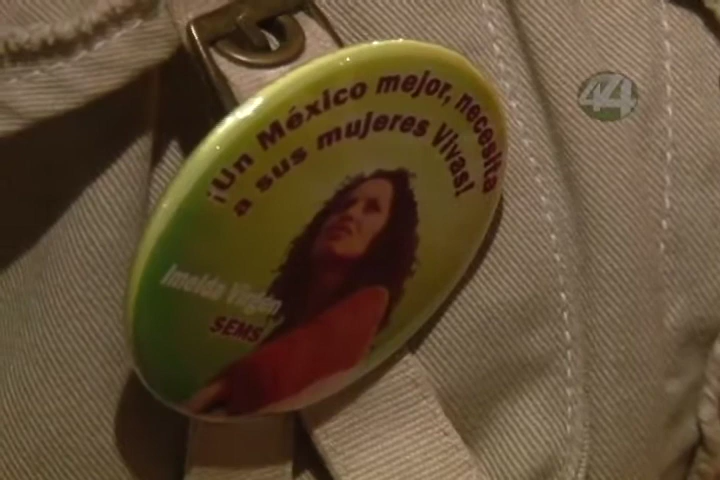 ¡Un México mejor, necesita
a sus mujeres Vivas!
Imelda Virgen
SEMS
44